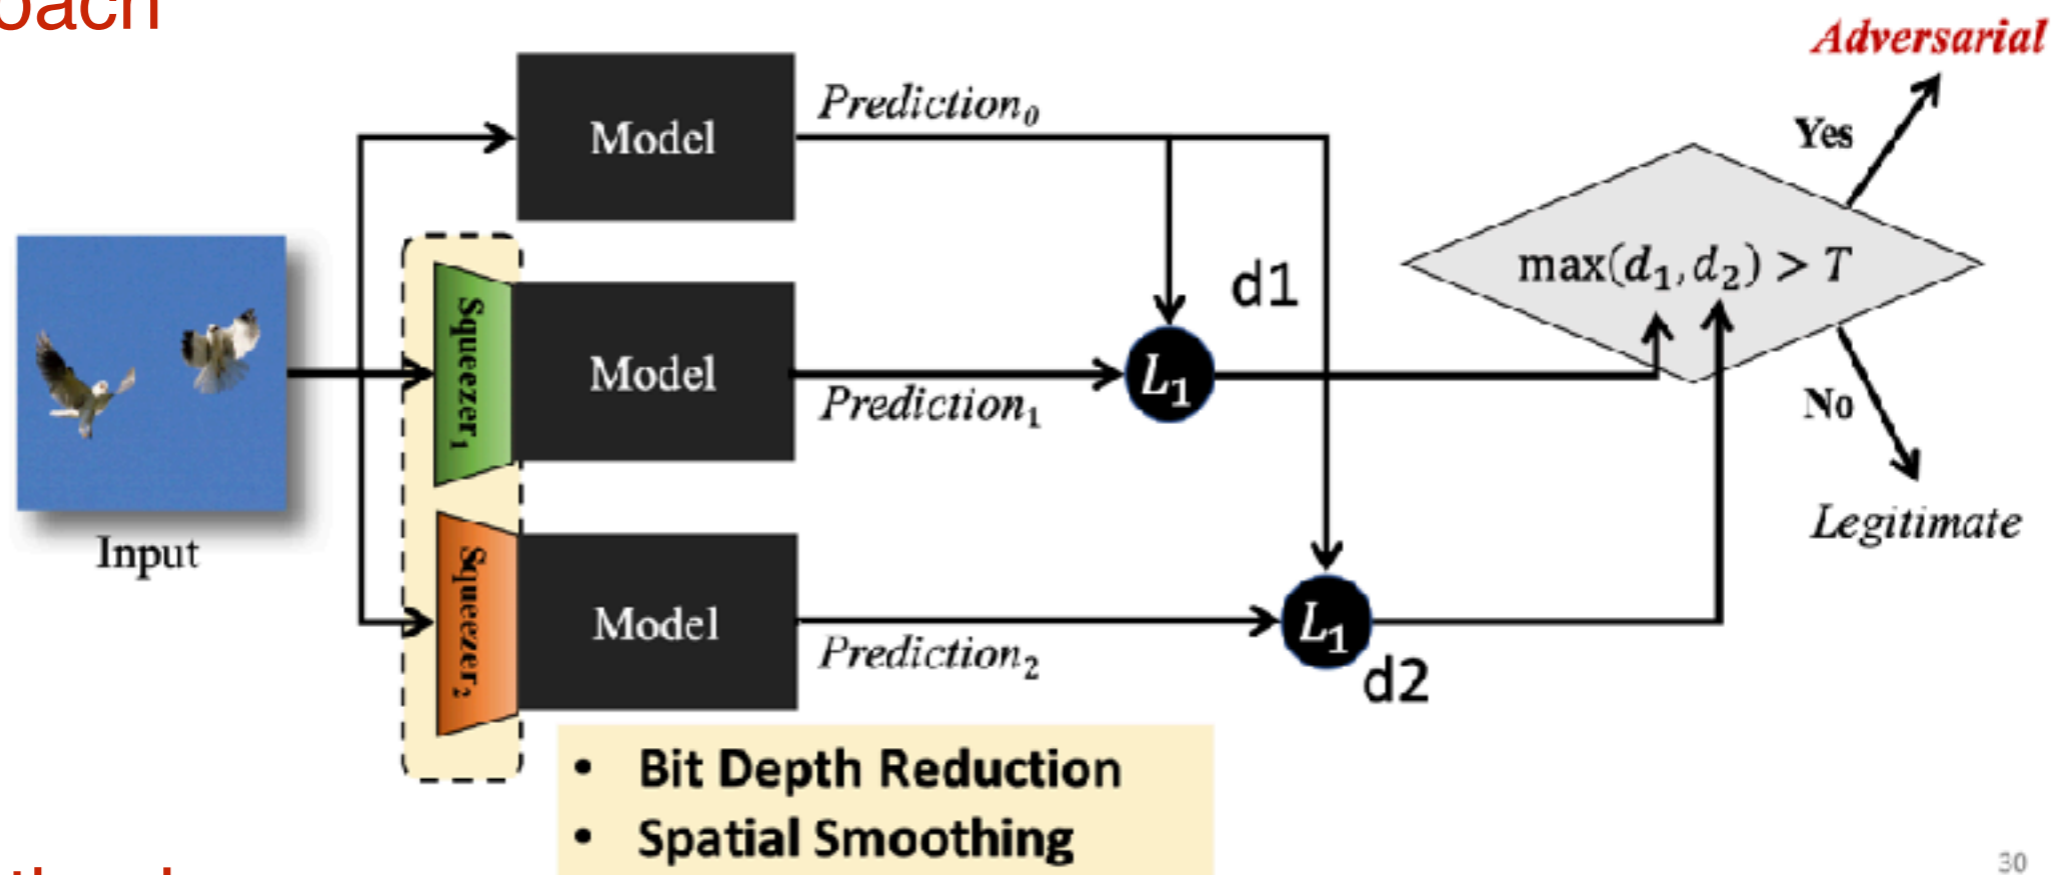 oach
Adversarial
Prediction₀
Model
Yes
max(d₁, d₂) > T
d1
Squeezer₁
Model
L₁
Prediction₁
No
Legitimate
Input
Squeezer₂
Model
L₁
Prediction₂
d2
• Bit Depth Reduction
• Spatial Smoothing
30